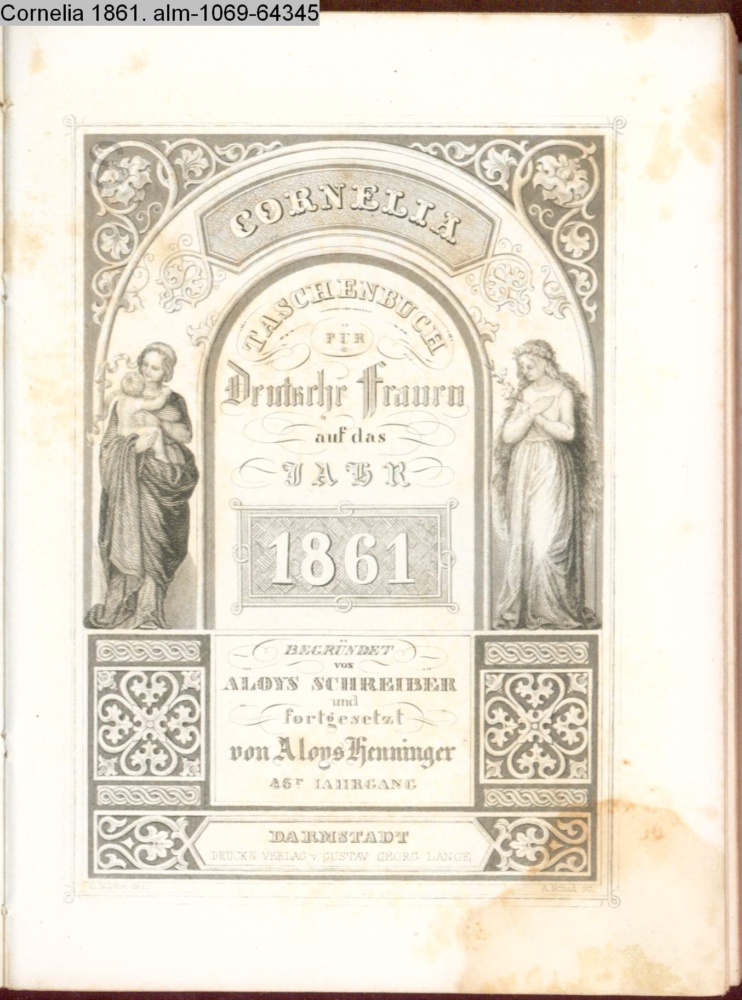 Cornelia 1861. alm-1069-64345
CORNELIA
TASCHENBUCH
FÜR
Deutsche Frauen
auf das
JAHR
1861
BEGRÜNDET
von
ALOYS SCHREIBER
und
fortgesetzt
von Aloys Henninger
46r JAHRGANG
DARMSTADT
DRUCK & VERLAG v. GUSTAV GEORG LANGE